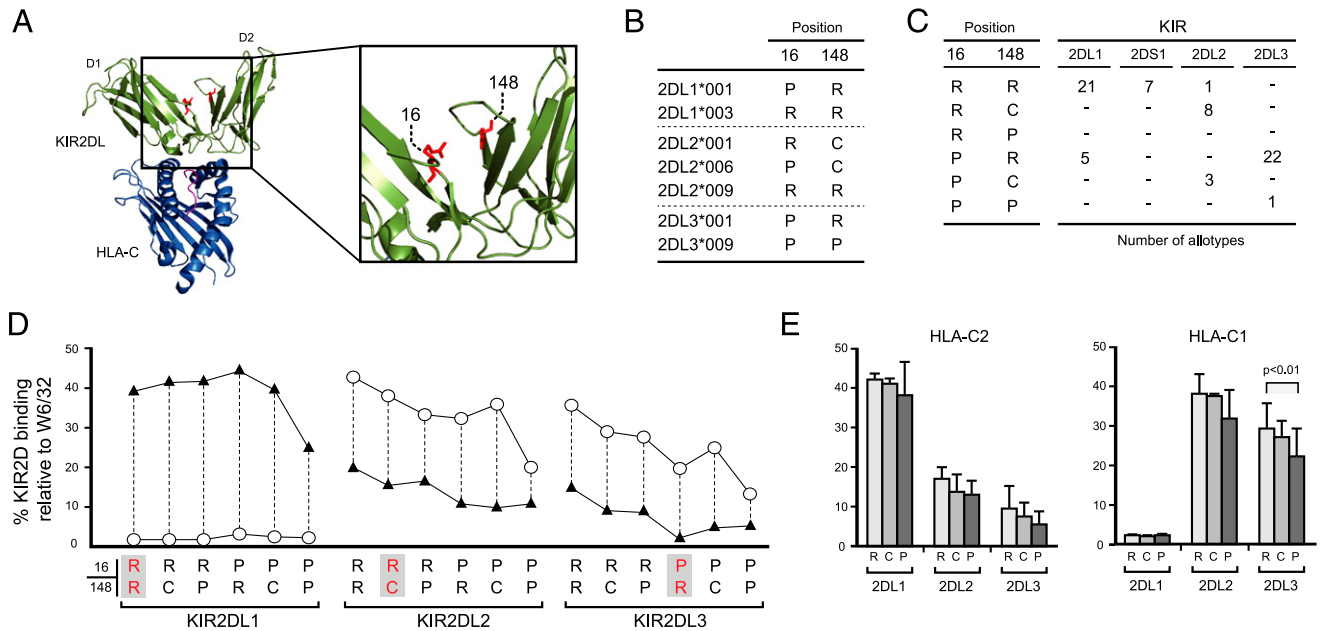 A
D1
D2
KIR2DL
HLA-C
16
148
B
Position
16 148
2DL1*001 P R
2DL1*003 R R
2DL2*001 R C
2DL2*006 P C
2DL2*009 R R
2DL3*001 P R
2DL3*009 P P
C
Position KIR
16 148 2DL1 2DS1 2DL2 2DL3
R R 21 7 1 -
R C - - 8 -
R P - - - -
P R 5 - - 22
P C - - 3 -
P P - - - 1
Number of allotypes
D
% KIR2D binding
relative to W6/32
50
40
30
20
10
0
16 R R R P P P R R R P P P R R R P P P
148 R C P R C P R C P R C P R C P R C P
KIR2DL1 KIR2DL2 KIR2DL3
E
HLA-C2
50
40
30
20
10
0
R C P R C P R C P
2DL1 2DL2 2DL3
HLA-C1
p<0.01
50
40
30
20
10
0
R C P R C P R C P
2DL1 2DL2 2DL3